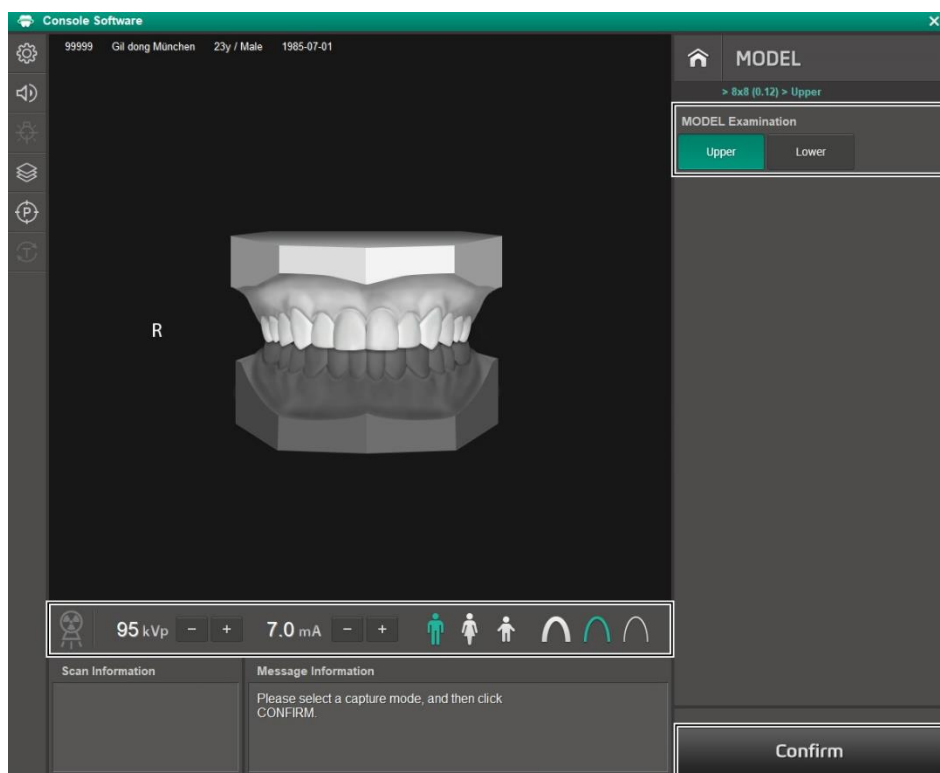 Console Software
99999 Gil dong München 23y / Male 1985-07-01
MODEL
> 8x8 (0.12) > Upper
MODEL Examination
Upper Lower
R
95 kVp − + 7.0 mA − +
Scan Information
Message Information
Please select a capture mode, and then click
CONFIRM.
Confirm
P
T